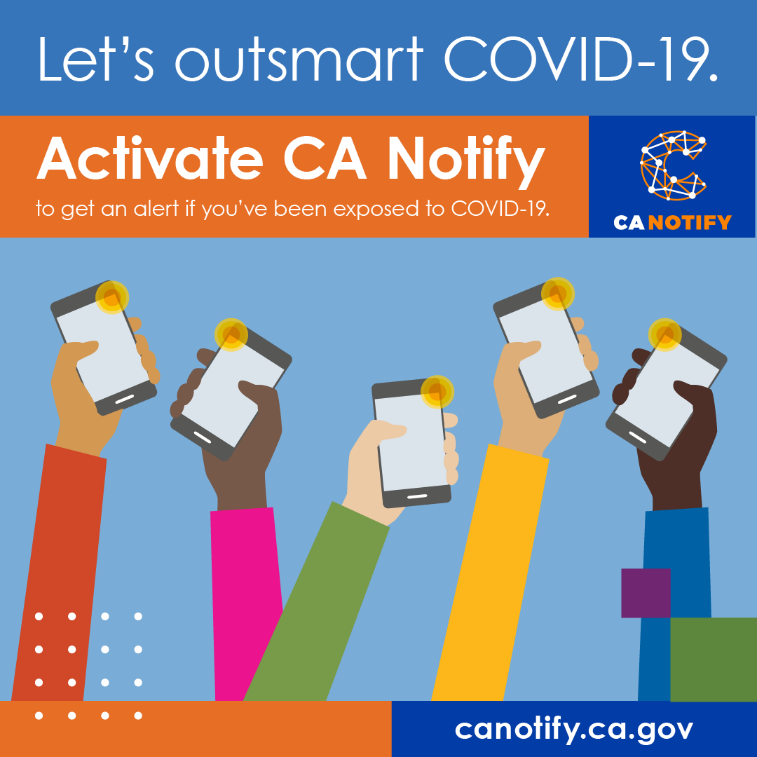 Let's outsmart COVID-19.
Activate CA Notify
to get an alert if you've been exposed to COVID-19.
CA NOTIFY
canotify.ca.gov